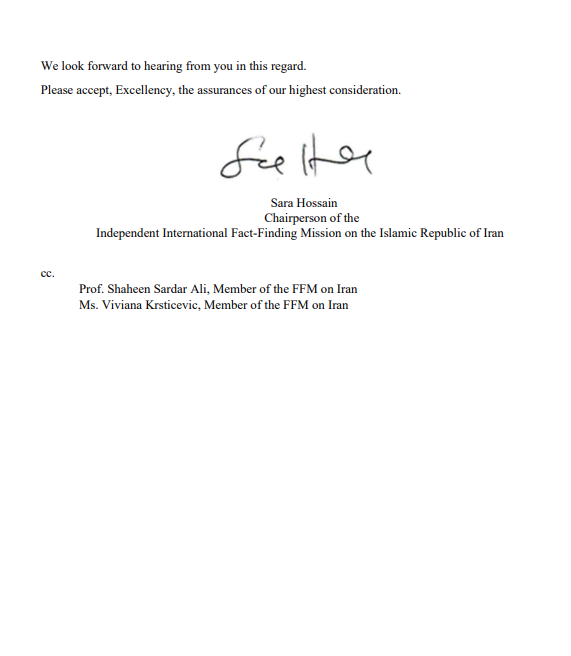 We look forward to hearing from you in this regard.
Please accept, Excellency, the assurances of our highest consideration.
Sara Hossain
Chairperson of the
Independent International Fact-Finding Mission on the Islamic Republic of Iran
cc.
Prof. Shaheen Sardar Ali, Member of the FFM on Iran
Ms. Viviana Krsticevic, Member of the FFM on Iran